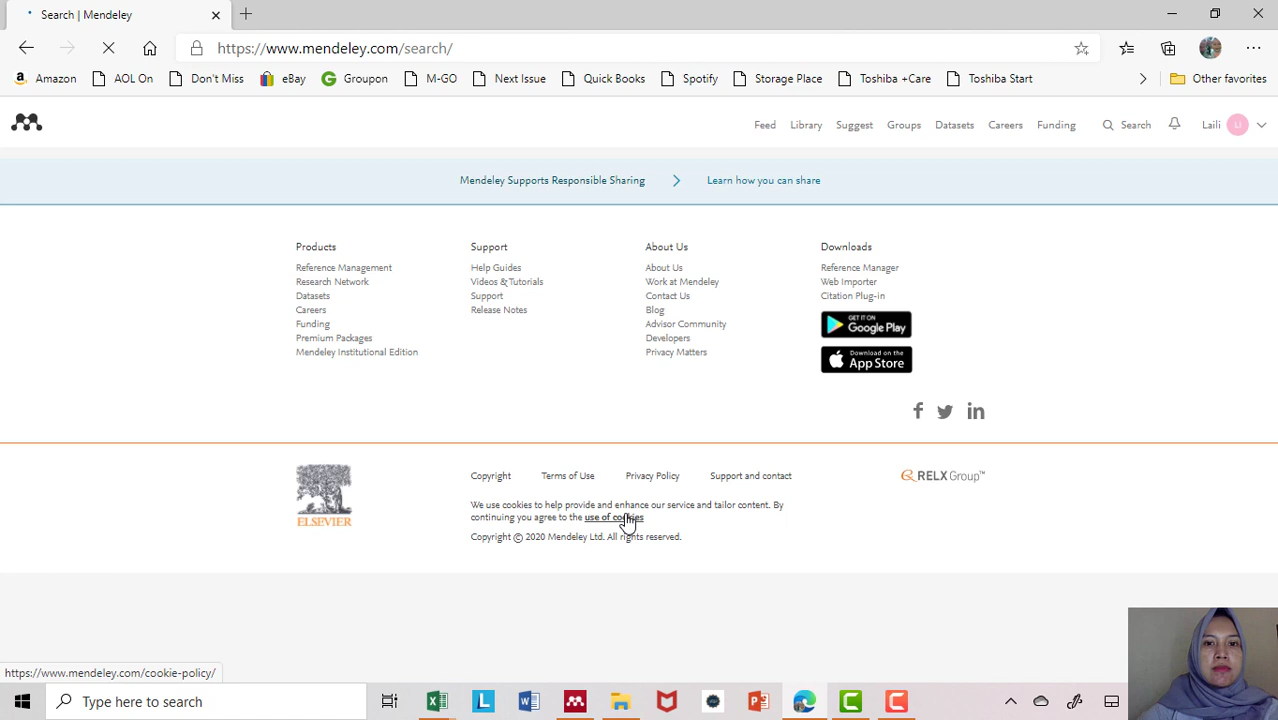 Search | Mendeley
https://www.mendeley.com/search/
Amazon AOL On Don't Miss eBay Groupon M-GO Next Issue Quick Books Spotify Storage Place Toshiba +Care Toshiba Start Other favorites
Feed Library Suggest Groups Datasets Careers Funding Search Laili LI
Mendeley Supports Responsible Sharing Learn how you can share
Products
Reference Management
Research Network
Datasets
Careers
Funding
Premium Packages
Mendeley Institutional Edition
Support
Help Guides
Videos & Tutorials
Support
Release Notes
About Us
About Us
Work at Mendeley
Contact Us
Blog
Advisor Community
Developers
Privacy Matters
Downloads
Reference Manager
Web Importer
Citation Plug-in
GET IT ON
Google Play
Download on the
App Store
ELSEVIER
Copyright Terms of Use Privacy Policy Support and contact
We use cookies to help provide and enhance our service and tailor content. By
continuing you agree to the use of cookies
Copyright © 2020 Mendeley Ltd. All rights reserved.
RELX Group™
https://www.mendeley.com/cookie-policy/
Type here to search